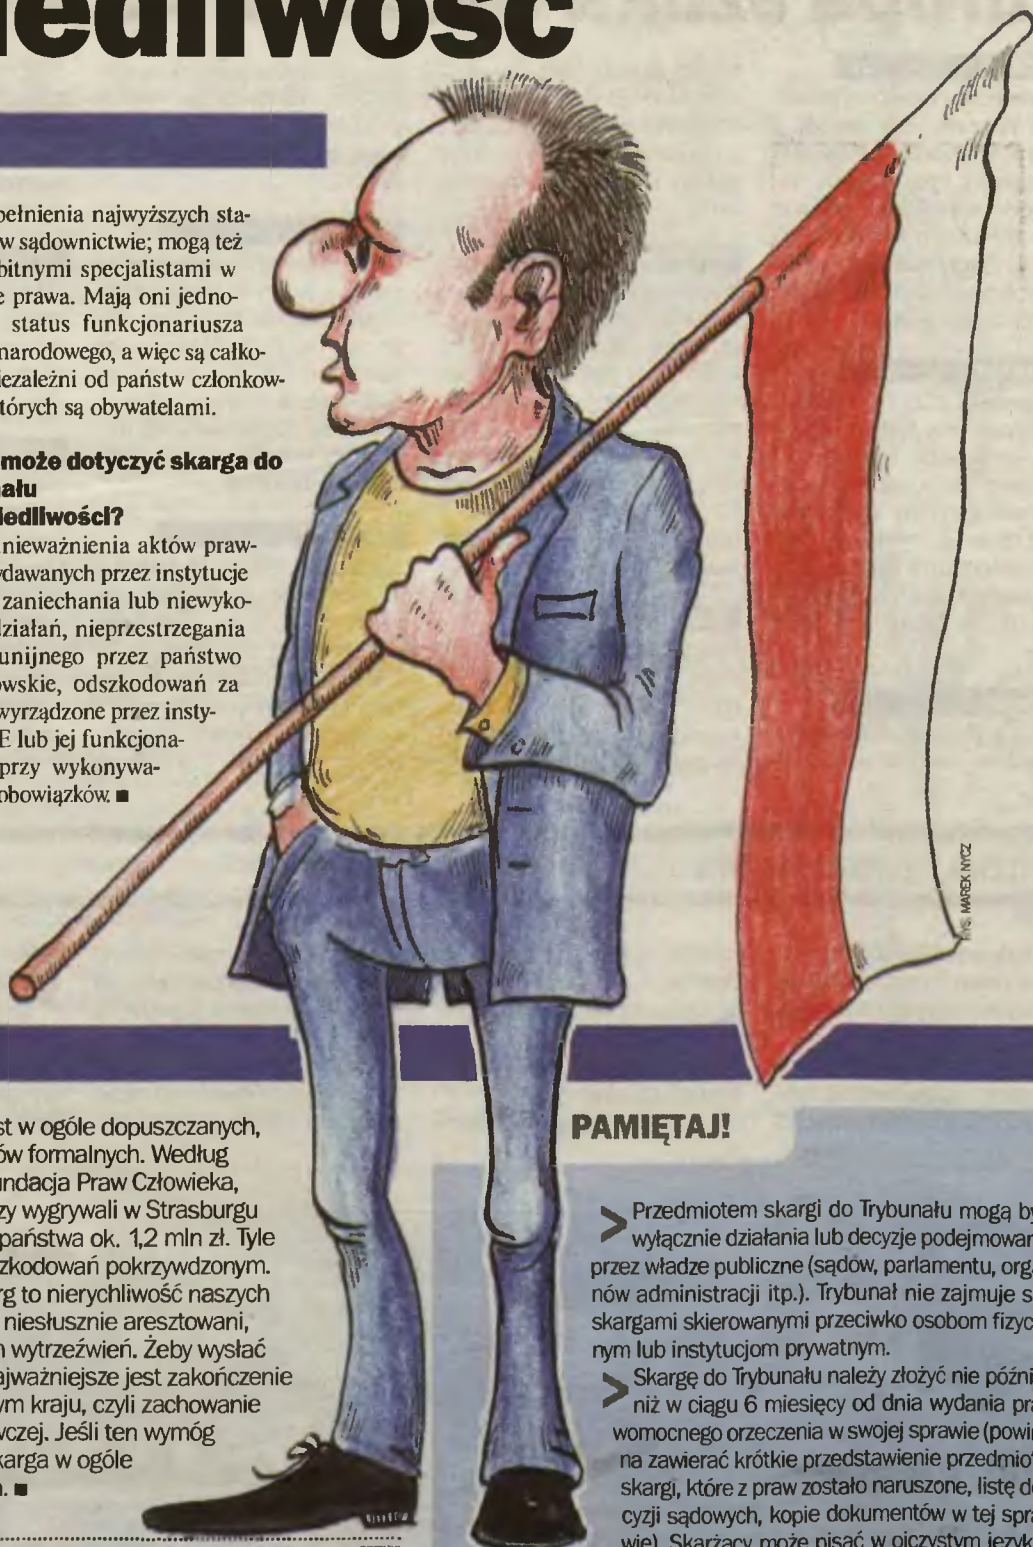 iedliwość
pełnienia najwyższych sta-
w sądownictwie; mogą też
bitnymi specjalistami w
e prawa. Mają oni jedno-
status funkcjonariusza
narodowego, a więc są całko-
iezależni od państw członkow-
których są obywatelami.
może dotyczyć skarga do
nału
iedliwości?
nieważnienia aktów praw-
ydawanych przez instytucje
zaniechania lub niewyko-
działań, nieprzestrzegania
unijnego przez państwo
owskie, odszkodowań za
wyrządzone przez insty-
E lub jej funkcjona-
przy wykonywa-
obowiązków. ■
RYS. MAREK NYCZ
st w ogóle dopuszczanych,
ów formalnych. Według
undacja Praw Człowieka,
zy wygrywali w Strasburgu
państwa ok. 1,2 mln zł. Tyle
zkodowań pokrzywdzonym.
rg to nierychliwość naszych
niesłusznie aresztowani,
h wytrzeźwień. Żeby wysłać
ajważniejsze jest zakończenie
ym kraju, czyli zachowanie
wczej. Jeśli ten wymóg
karga w ogóle
a. ■
PAMIĘTAJ!
> Przedmiotem skargi do Trybunału mogą by
wyłącznie działania lub decyzje podejmowan
przez władze publiczne (sądów, parlamentu, orga
nów administracji itp.). Trybunał nie zajmuje s
skargami skierowanymi przeciwko osobom fizyc
nym lub instytucjom prywatnym.
> Skargę do Trybunału należy złożyć nie późni
niż w ciągu 6 miesięcy od dnia wydania pra
womocnego orzeczenia w swojej sprawie (powin
na zawierać krótkie przedstawienie przedmiot
skargi, które z praw zostało naruszone, listę de
cyzji sądowych, kopie dokumentów w tej spra
wie). Skarżący może pisać w ojczystym języku